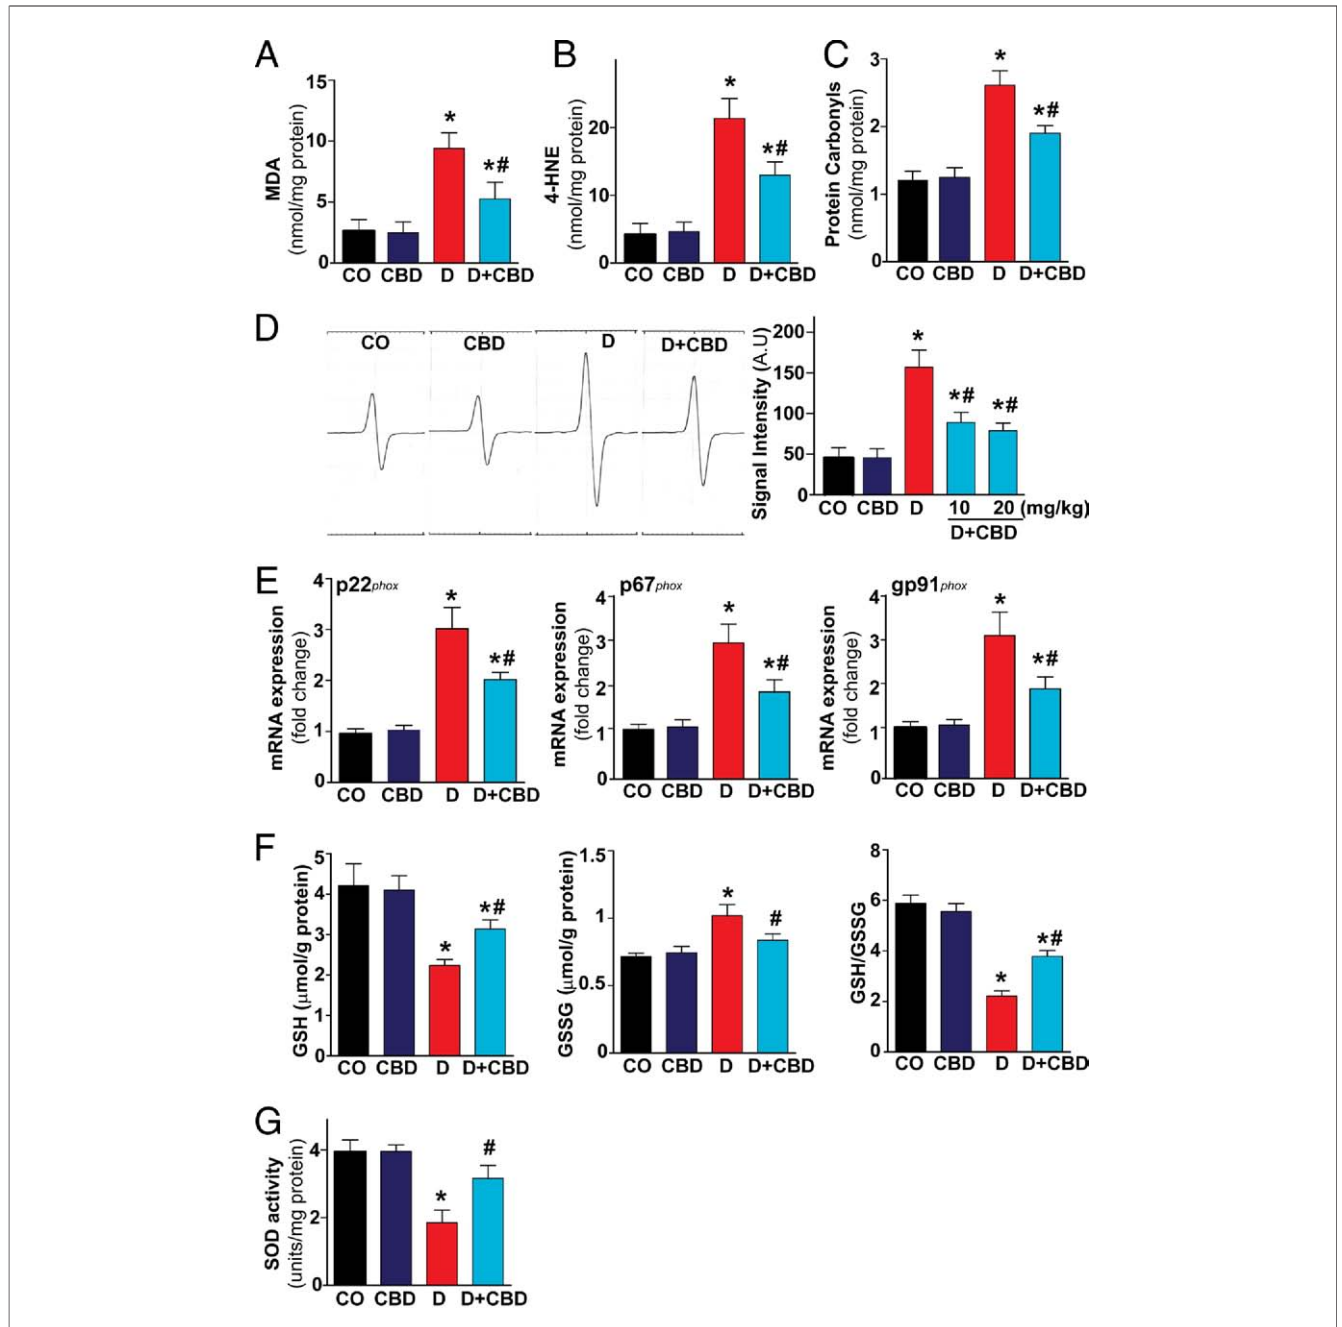 A
MDA
(nmol/mg protein)
15
10
5
0
*
*#
CO CBD D D+CBD
B
4-HNE
(nmol/mg protein)
20
10
0
*
*#
CO CBD D D+CBD
C
Protein Carbonyls
(nmol/mg protein)
3
2
1
0
*
*#
CO CBD D D+CBD
D
CO CBD D D+CBD
Signal Intensity (A.U)
200
150
100
50
0
*
*#
*#
CO CBD D 10 20 (mg/kg)
D+CBD
E
p22phox
mRNA expression
(fold change)
4
3
2
1
0
*
*#
CO CBD D D+CBD
p67phox
mRNA expression
(fold change)
4
3
2
1
0
*
*#
CO CBD D D+CBD
gp91phox
mRNA expression
(fold change)
4
3
2
1
0
*
*#
CO CBD D D+CBD
F
GSH (µmol/g protein)
5
4
3
2
1
0
*
*#
CO CBD D D+CBD
GSSG (µmol/g protein)
1.5
1
0.5
0
*
#
CO CBD D D+CBD
GSH/GSSG
8
6
4
2
0
*
*#
CO CBD D D+CBD
G
SOD activity
(units/mg protein)
4
2
0
*
#
CO CBD D D+CBD